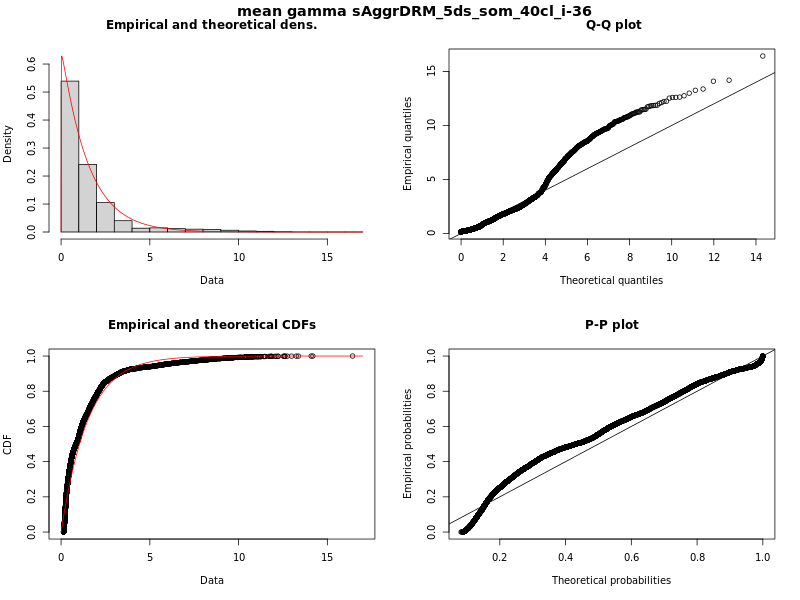 mean gamma sAggrDRM_5ds_som_40cl_i-36
Empirical and theoretical dens.
Density
0.0 0.1 0.2 0.3 0.4 0.5 0.6
0 5 10 15
Data
Q-Q plot
Empirical quantiles
0 5 10 15
0 2 4 6 8 10 12 14
Theoretical quantiles
Empirical and theoretical CDFs
CDF
0.0 0.2 0.4 0.6 0.8 1.0
0 5 10 15
Data
P-P plot
Empirical probabilities
0.0 0.2 0.4 0.6 0.8 1.0
0.2 0.4 0.6 0.8 1.0
Theoretical probabilities